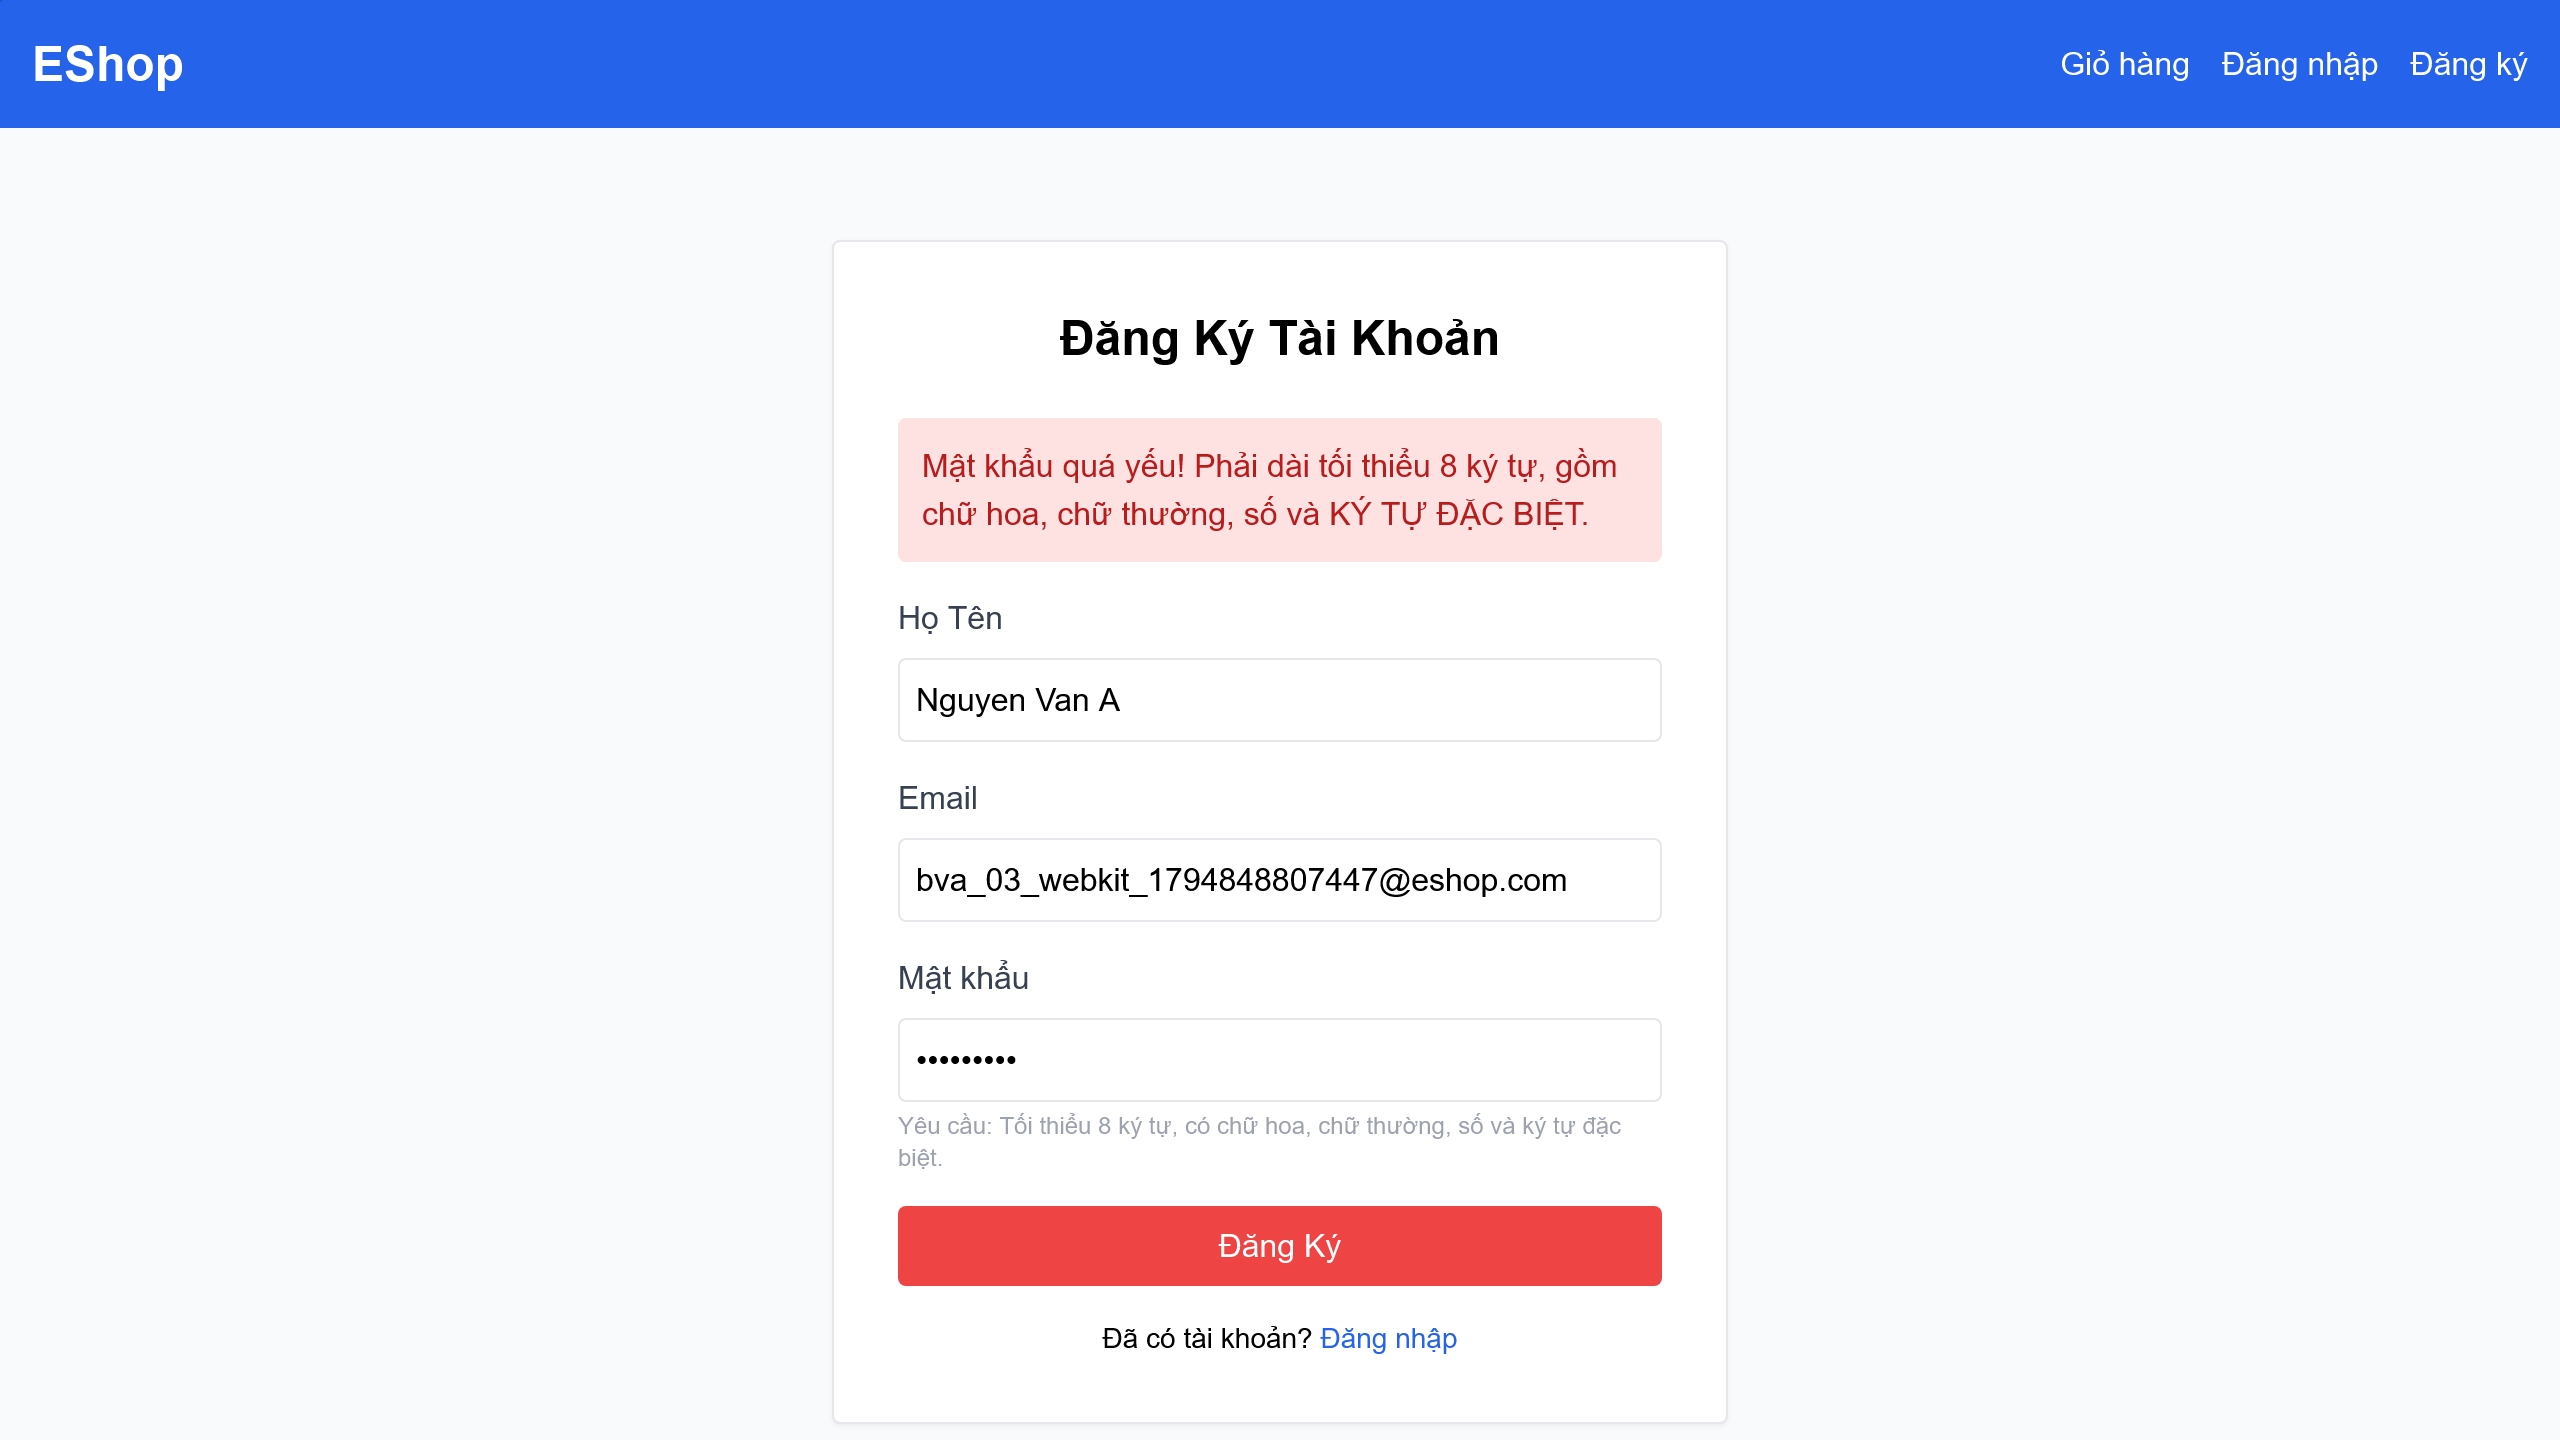 EShop
Giỏ hàng
Đăng nhập
Đăng ký
Đăng Ký Tài Khoản
Mật khẩu quá yếu! Phải dài tối thiểu 8 ký tự, gồm
chữ hoa, chữ thường, số và KÝ TỰ ĐẶC BIỆT.
Họ Tên
Nguyen Van A
Email
bva_03_webkit_1794848807447@eshop.com
Mật khẩu
•••••••••
Yêu cầu: Tối thiểu 8 ký tự, có chữ hoa, chữ thường, số và ký tự đặc
biệt.
Đăng Ký
Đã có tài khoản? Đăng nhập